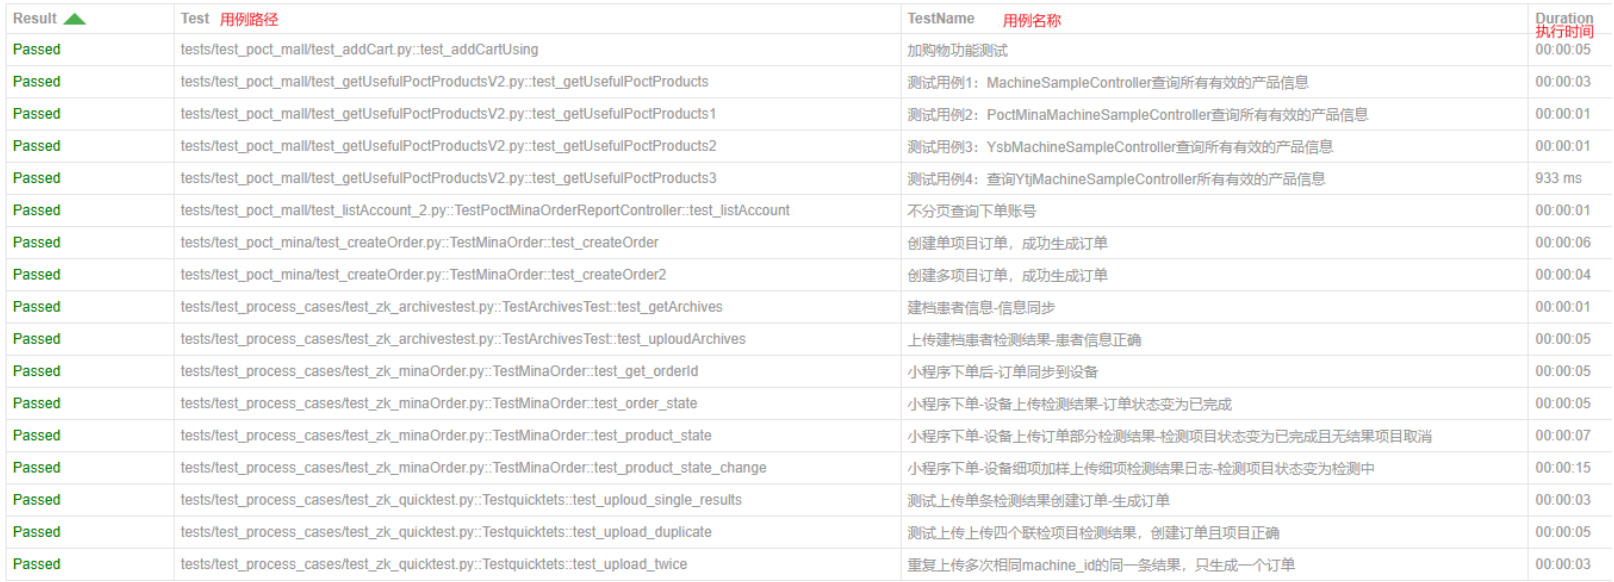 Result Test 用例路径 TestName 用例名称 Duration
执行时间
Passed tests/test_poct_mall/test_addCart.py::test_addCartUsing 加购物功能测试 00:00:05
Passed tests/test_poct_mall/test_getUsefulPoctProductsV2.py::test_getUsefulPoctProducts 测试用例1：MachineSampleController查询所有有效的产品信息 00:00:03
Passed tests/test_poct_mall/test_getUsefulPoctProductsV2.py::test_getUsefulPoctProducts1 测试用例2：PoctMinaMachineSampleController查询所有有效的产品信息 00:00:01
Passed tests/test_poct_mall/test_getUsefulPoctProductsV2.py::test_getUsefulPoctProducts2 测试用例3：YsbMachineSampleController查询所有有效的产品信息 00:00:01
Passed tests/test_poct_mall/test_getUsefulPoctProductsV2.py::test_getUsefulPoctProducts3 测试用例4：查询YtjMachineSampleController所有有效的产品信息 933 ms
Passed tests/test_poct_mall/test_listAccount_2.py::TestPoctMinaOrderReportController::test_listAccount 不分页查询下单账号 00:00:01
Passed tests/test_poct_mina/test_createOrder.py::TestMinaOrder::test_createOrder 创建单项目订单，成功生成订单 00:00:06
Passed tests/test_poct_mina/test_createOrder.py::TestMinaOrder::test_createOrder2 创建多项目订单，成功生成订单 00:00:04
Passed tests/test_process_cases/test_zk_archivestest.py::TestArchivesTest::test_getArchives 建档患者信息-信息同步 00:00:01
Passed tests/test_process_cases/test_zk_archivestest.py::TestArchivesTest::test_uploudArchives 上传建档患者检测结果-患者信息正确 00:00:05
Passed tests/test_process_cases/test_zk_minaOrder.py::TestMinaOrder::test_get_orderId 小程序下单后-订单同步到设备 00:00:05
Passed tests/test_process_cases/test_zk_minaOrder.py::TestMinaOrder::test_order_state 小程序下单-设备上传检测结果-订单状态变为已完成 00:00:05
Passed tests/test_process_cases/test_zk_minaOrder.py::TestMinaOrder::test_product_state 小程序下单-设备上传订单部分检测结果-检测项目状态变为已完成且无结果项目取消 00:00:07
Passed tests/test_process_cases/test_zk_minaOrder.py::TestMinaOrder::test_product_state_change 小程序下单-设备细项加样上传细项检测结果日志-检测项目状态变为检测中 00:00:15
Passed tests/test_process_cases/test_zk_quicktest.py::Testquicktets::test_uploud_single_results 测试上传单条检测结果创建订单-生成订单 00:00:03
Passed tests/test_process_cases/test_zk_quicktest.py::Testquicktets::test_upload_duplicate 测试上传上传四个联检项目检测结果，创建订单且项目正确 00:00:05
Passed tests/test_process_cases/test_zk_quicktest.py::Testquicktets::test_upload_twice 重复上传多次相同machine_id的同一条结果，只生成一个订单 00:00:03